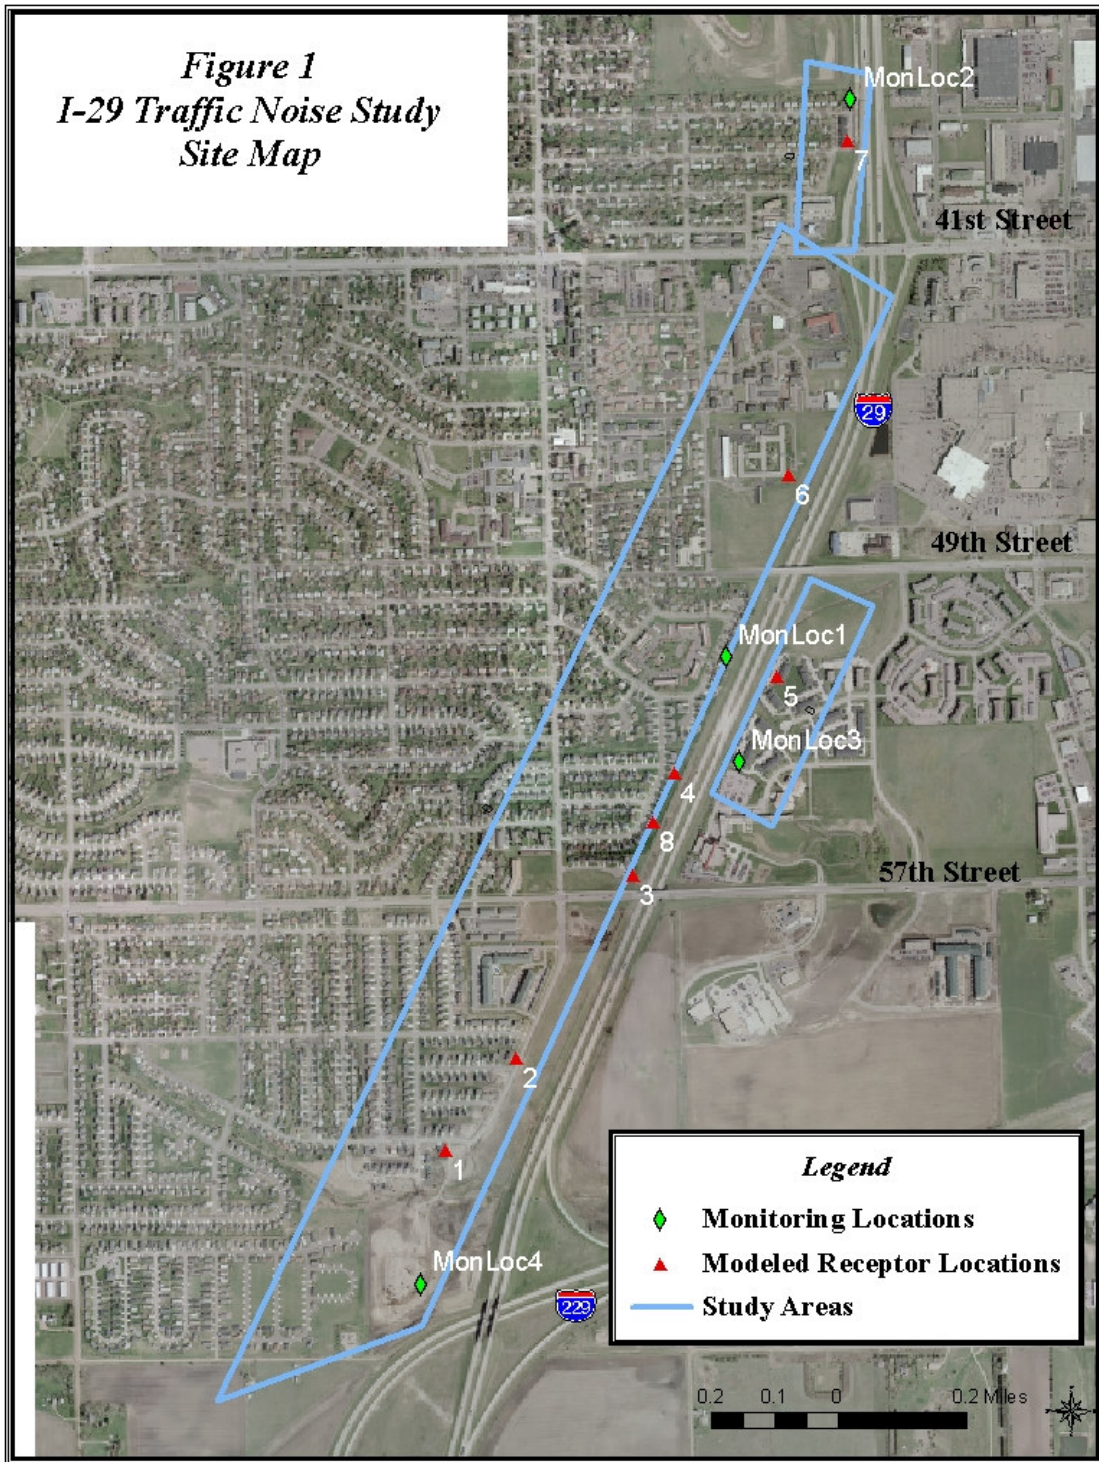 Figure 1
I-29 Traffic Noise Study
Site Map
MonLoc2
7
41st Street
29
6
49th Street
MonLoc1
5
MonLoc3
4
8
3
57th Street
2
1
MonLoc4
229
Legend
Monitoring Locations
Modeled Receptor Locations
Study Areas
0.2 0.1 0 0.2 Miles